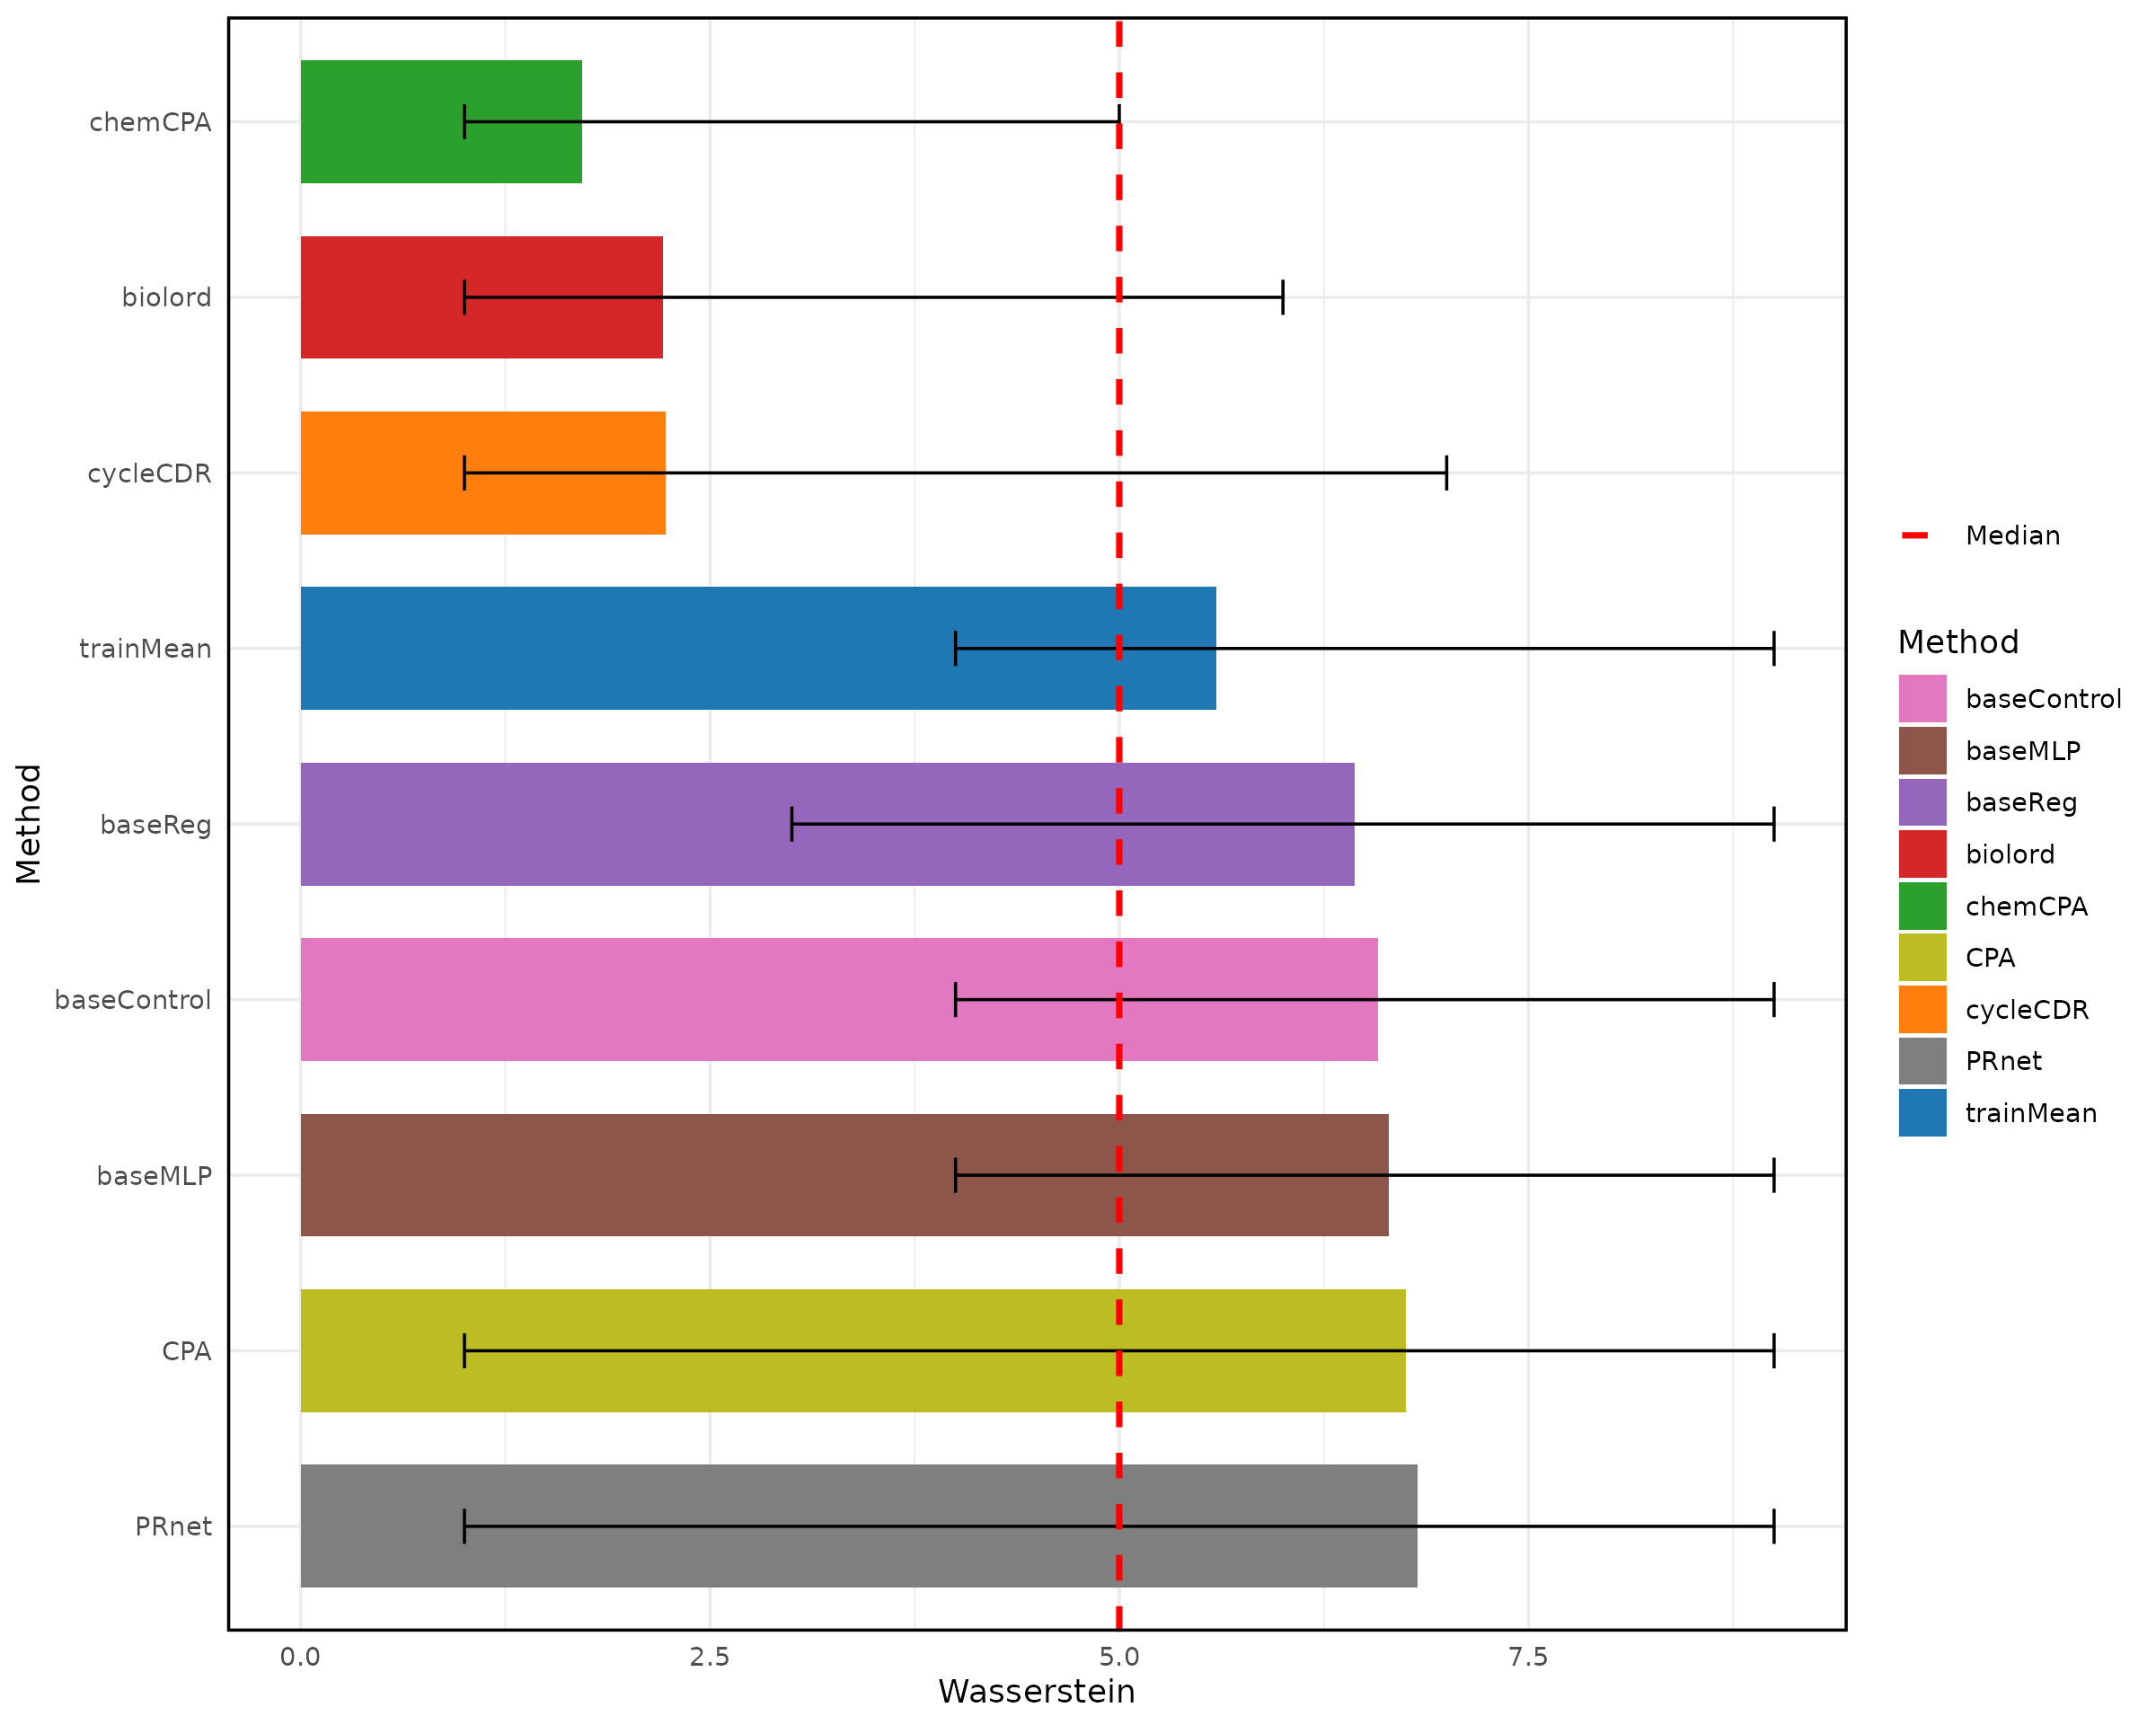 chemCPA
biolord
cycleCDR
trainMean
baseReg
baseControl
baseMLP
CPA
PRnet
Method
0.0 2.5 5.0 7.5
Wasserstein
Median
Method
baseControl
baseMLP
baseReg
biolord
chemCPA
CPA
cycleCDR
PRnet
trainMean